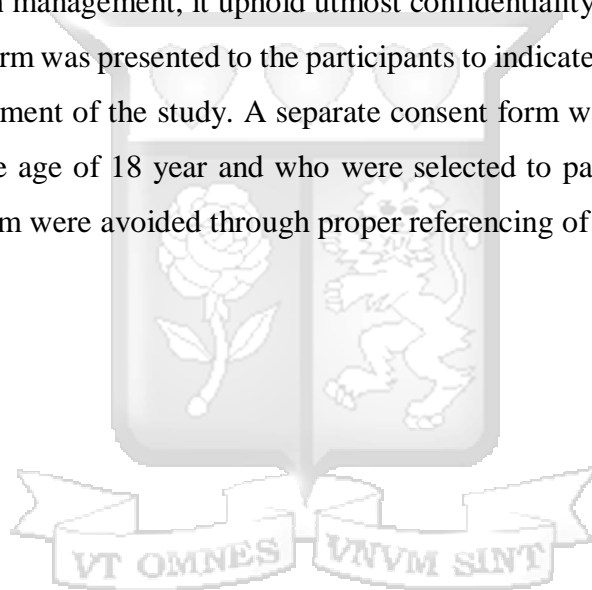 management, it uphold utmost confidentiality
rm was presented to the participants to indicate
ment of the study. A separate consent form w
e age of 18 year and who were selected to pa
m were avoided through proper referencing of
VT OMNES VNVM SINT